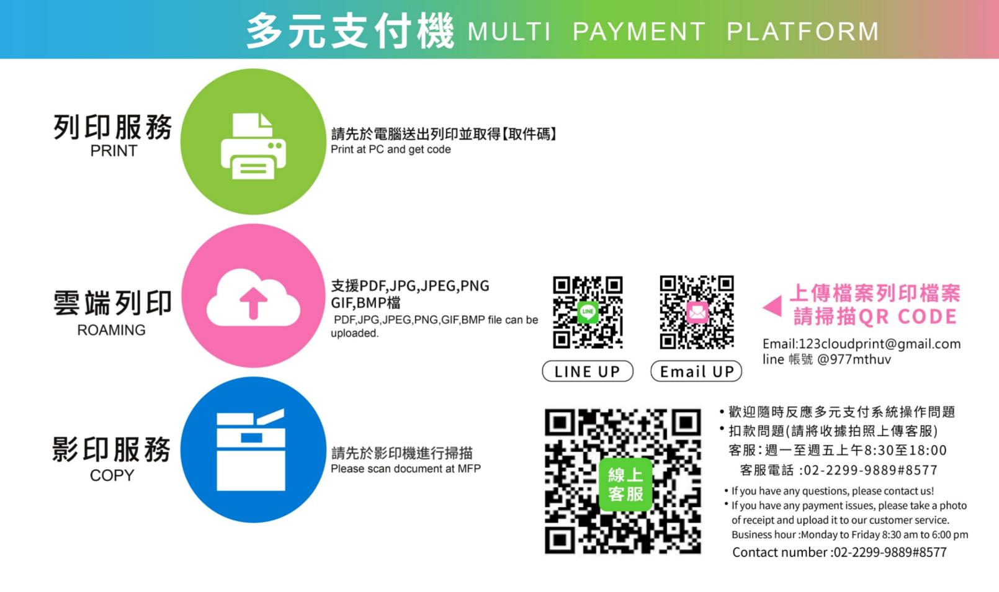 多元支付機 MULTI PAYMENT PLATFORM
列印服務
PRINT
請先於電腦送出列印並取得【取件碼】
Print at PC and get code
雲端列印
ROAMING
支援PDF,JPG,JPEG,PNG
GIF,BMP檔
PDF,JPG,JPEG,PNG,GIF,BMP file can be
uploaded.
LINE
LINE UP
Email UP
上傳檔案列印檔案
請掃描QR CODE
Email:123cloudprint@gmail.com
line 帳號 @977mthuv
影印服務
COPY
請先於影印機進行掃描
Please scan document at MFP
線上
客服
• 歡迎隨時反應多元支付系統操作問題
• 扣款問題(請將收據拍照上傳客服)
客服：週一至週五上午8:30至18:00
客服電話 :02-2299-9889#8577
• If you have any questions, please contact us!
• If you have any payment issues, please take a photo
of receipt and upload it to our customer service.
Business hour :Monday to Friday 8:30 am to 6:00 pm
Contact number :02-2299-9889#8577